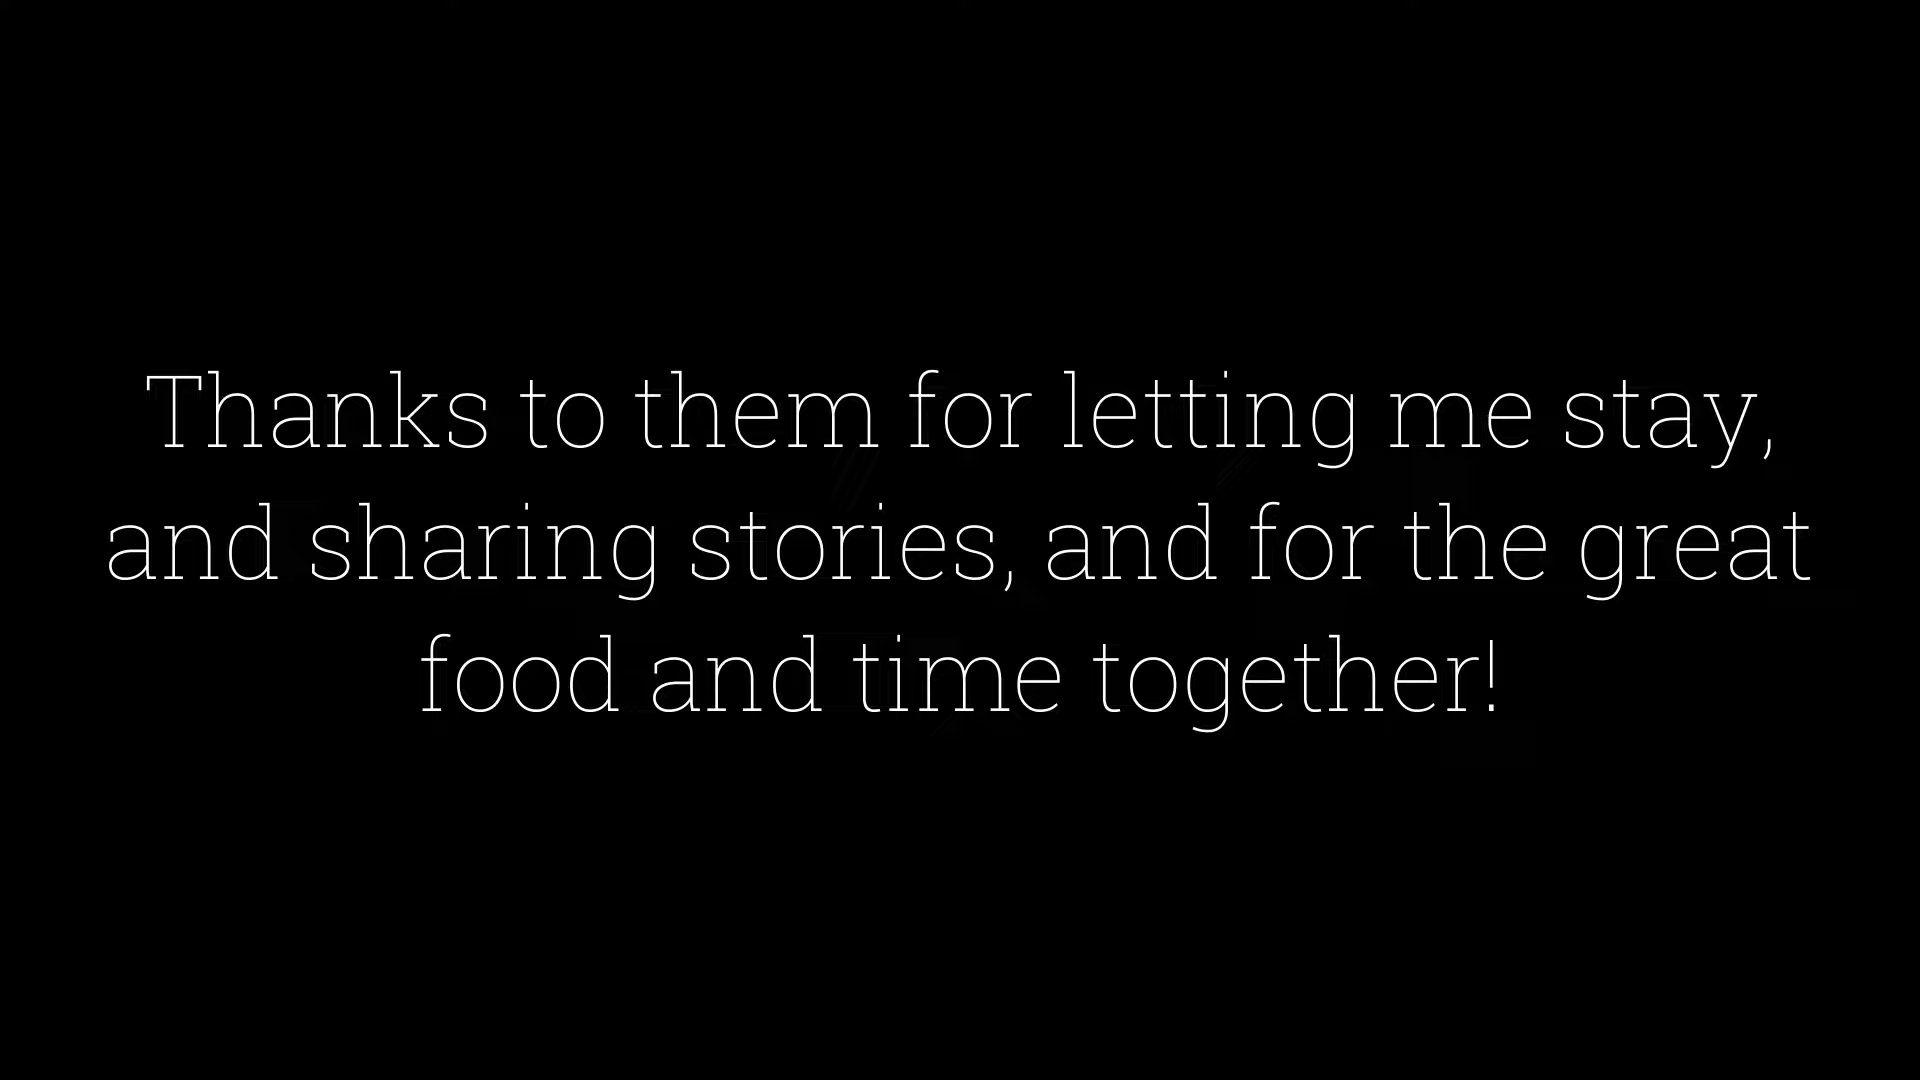 Thanks to them for letting me stay,
and sharing stories, and for the great
food and time together!